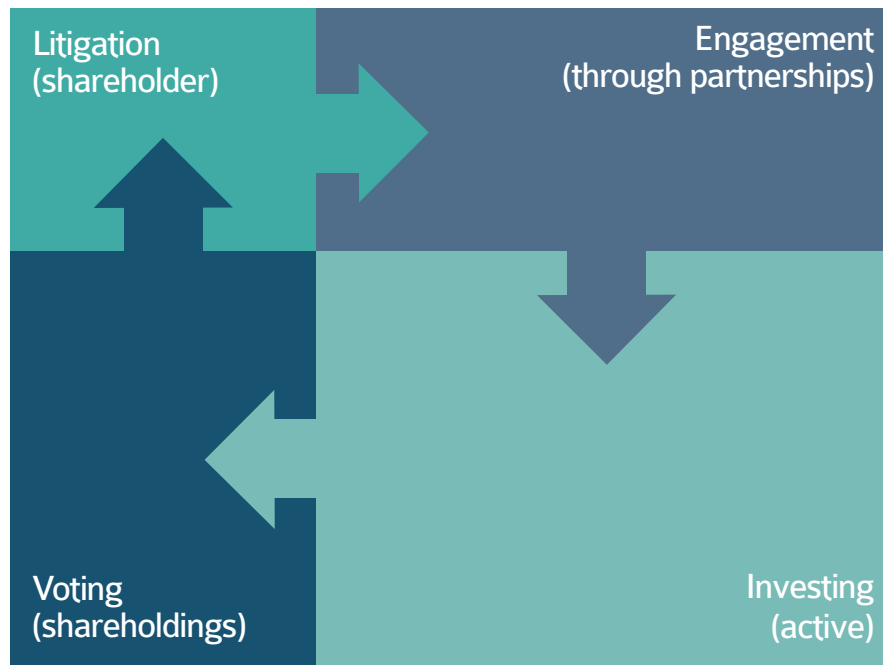 Litigation
(shareholder)
Engagement
(through partnerships)
Voting
(shareholdings)
Investing
(active)